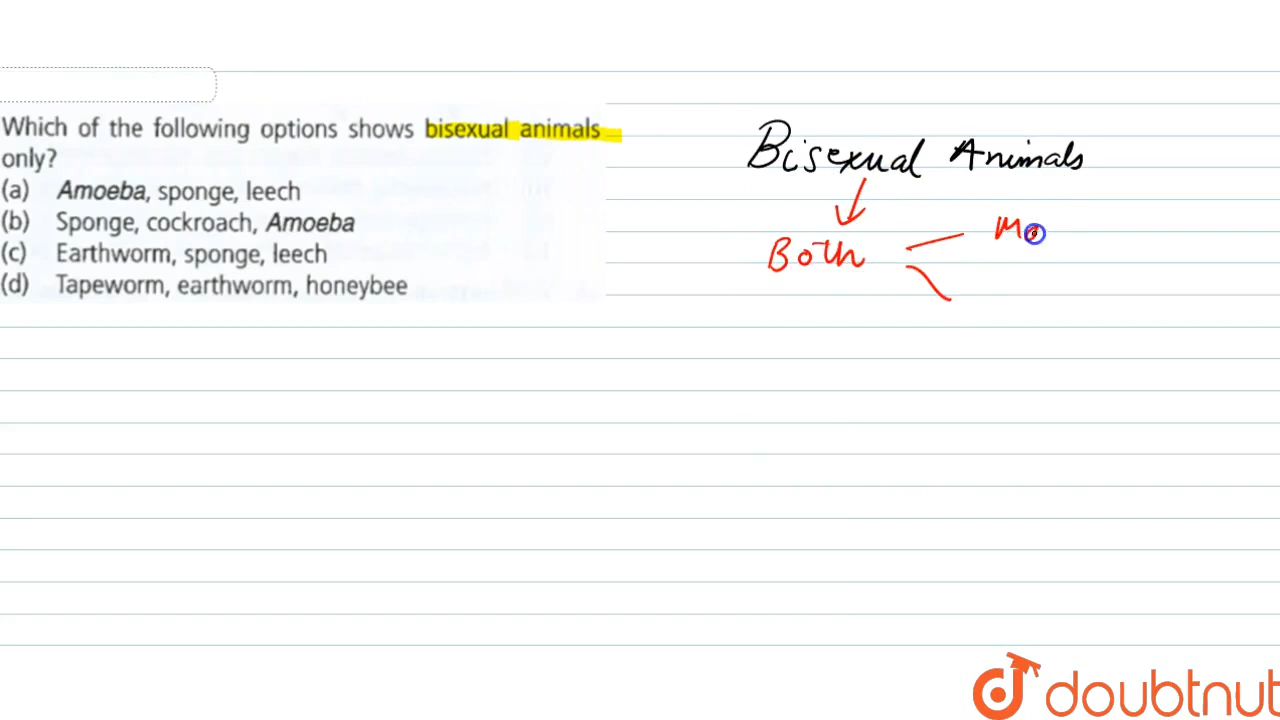 Which of the following options shows bisexual animals
only?
(a) Amoeba, sponge, leech
(b) Sponge, cockroach, Amoeba
(c) Earthworm, sponge, leech
(d) Tapeworm, earthworm, honeybee
Bisexual Animals
Both
Ma
doubtnut